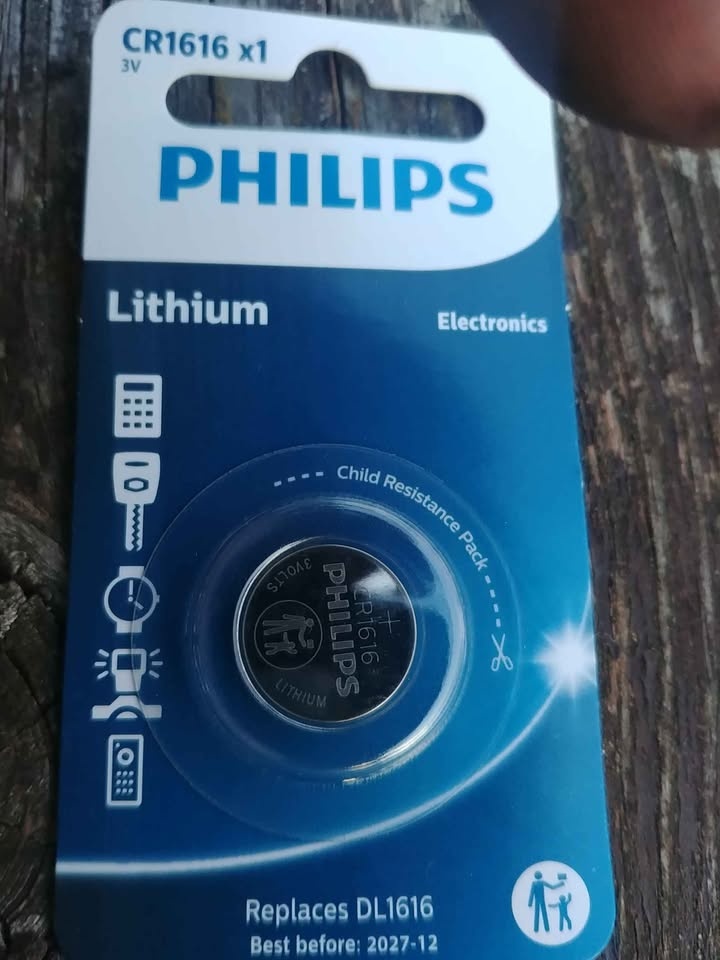 CR1616 x1
3V
PHILIPS
Lithium
Electronics
Child Resistance Pack
3VOLTS
+
CR1616
PHILIPS
LITHIUM
Replaces DL1616
Best before: 2027-12